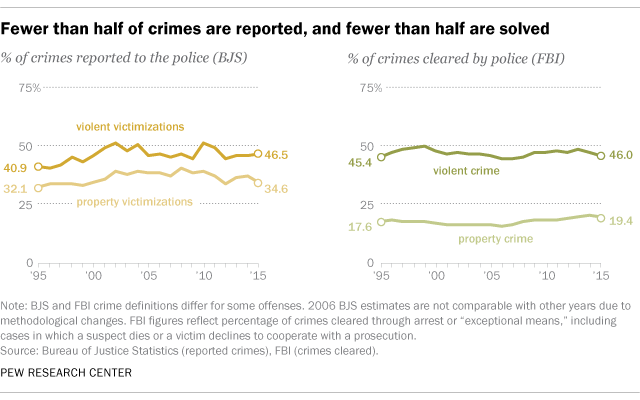 Fewer than half of crimes are reported, and fewer than half are solved
% of crimes reported to the police (BJS)
75%
violent victimizations
50
46.5
40.9
32.1
34.6
property victimizations
25
0
'95
'00
'05
'10
'15
% of crimes cleared by police (FBI)
75%
50
45.4
46.0
violent crime
25
17.6
19.4
property crime
0
'95
'00
'05
'10
'15
Note: BJS and FBI crime definitions differ for some offenses. 2006 BJS estimates are not comparable with other years due to
methodological changes. FBI figures reflect percentage of crimes cleared through arrest or “exceptional means,” including
cases in which a suspect dies or a victim declines to cooperate with a prosecution.
Source: Bureau of Justice Statistics (reported crimes), FBI (crimes cleared).
PEW RESEARCH CENTER